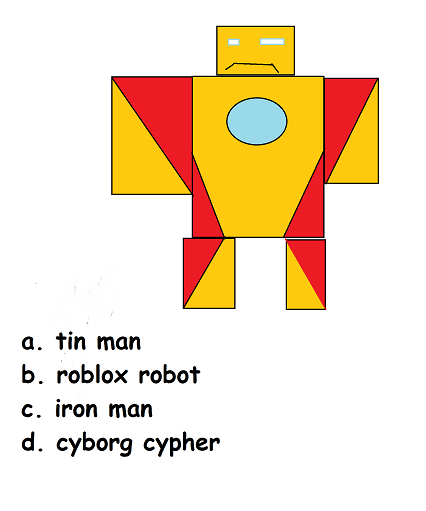 a. tin man
b. roblox robot
c. iron man
d. cyborg cypher